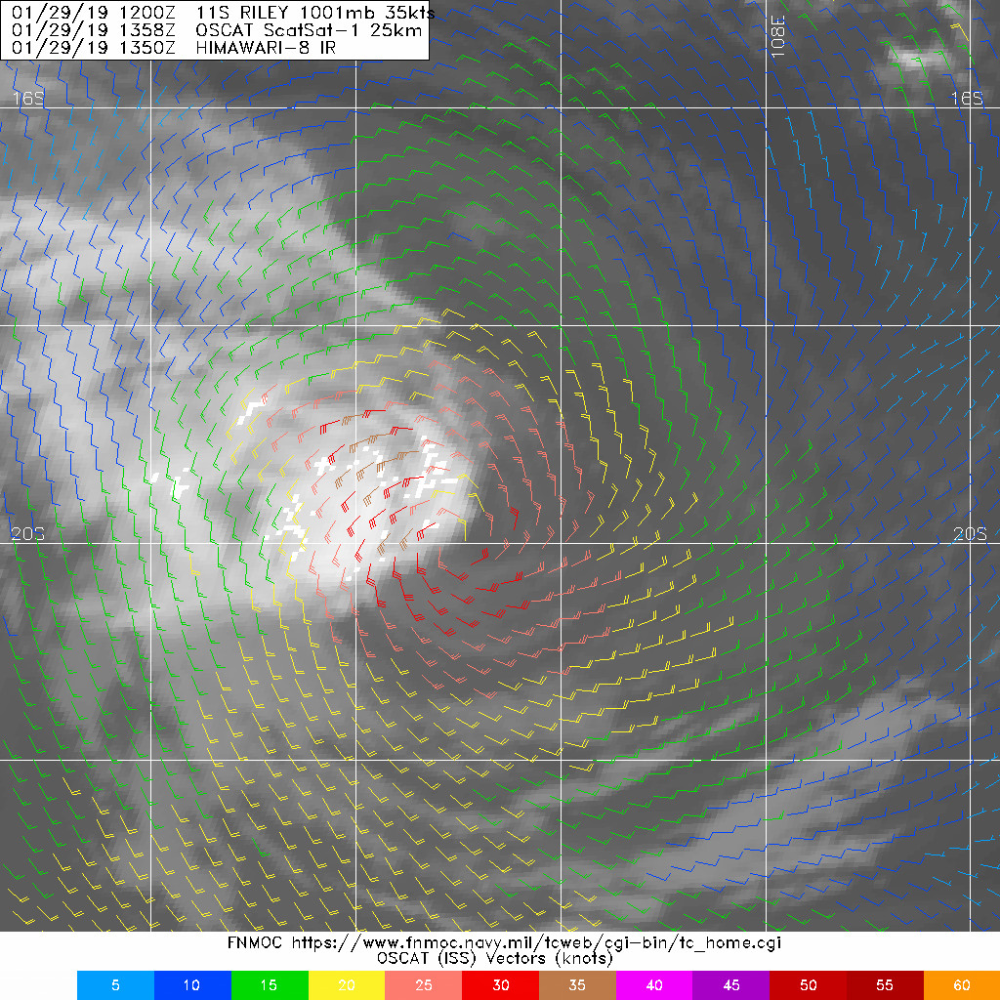 01/29/19 1200Z 11S RILEY 1001mb 35kts
01/29/19 1358Z OSCAT ScatSat-1 25km
01/29/19 1350Z HIMAWARI-8 IR
108E
16S 16S
20S 20S
FNMOC https://www.fnmoc.navy.mil/tcweb/cgi-bin/tc_home.cgi
OSCAT (ISS) Vectors (knots)
5 10 15 20 25 30 35 40 45 50 55 60